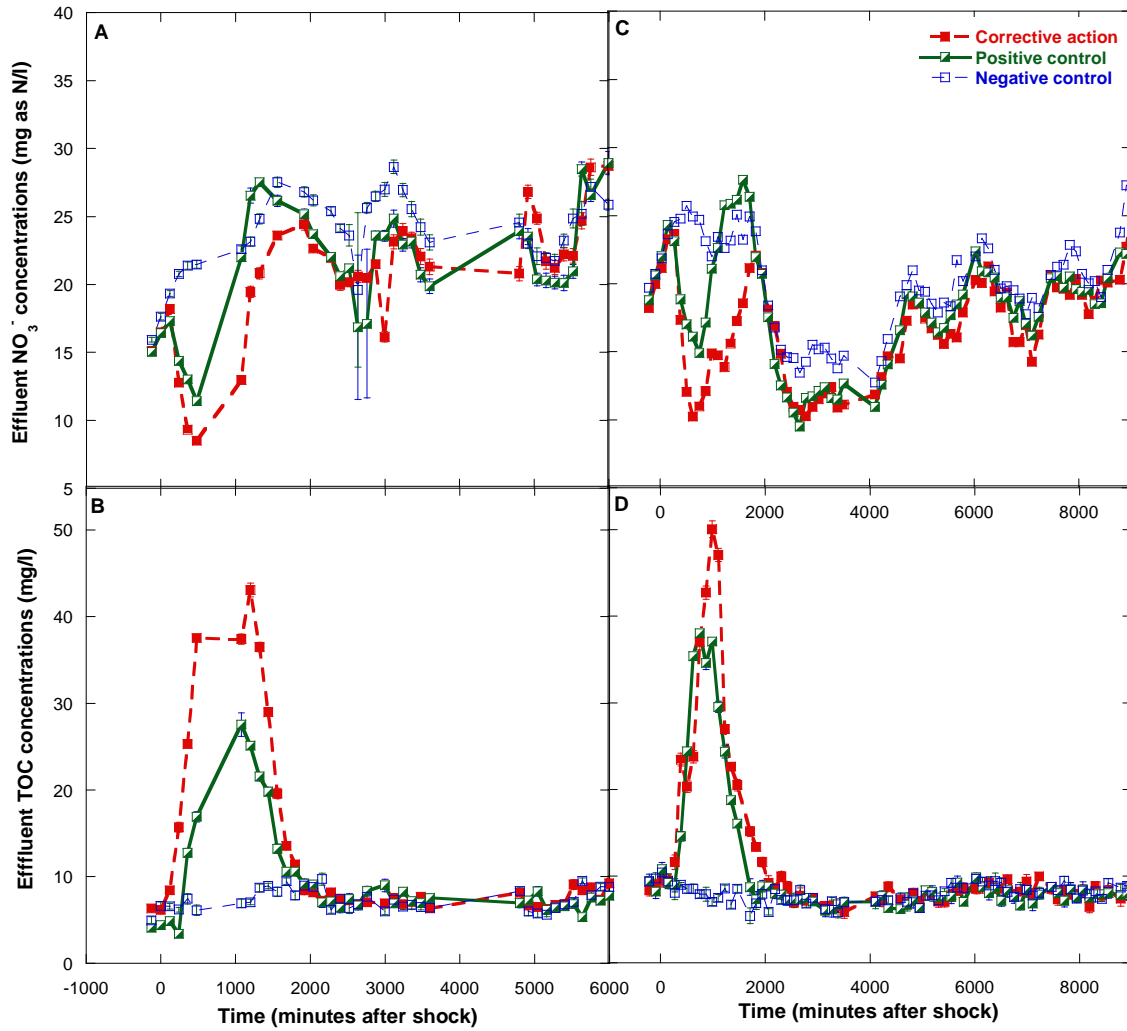 A
C
Corrective action
Positive control
Negative control
Effluent NO3- concentrations (mg as N/l)
40
35
30
25
20
15
10
5
B
D
0 2000 4000 6000 8000
Efffluent TOC concentrations (mg/l)
50
40
30
20
10
0
-1000 0 1000 2000 3000 4000 5000 6000
0 2000 4000 6000 8000
Time (minutes after shock)
Time (minutes after shock)